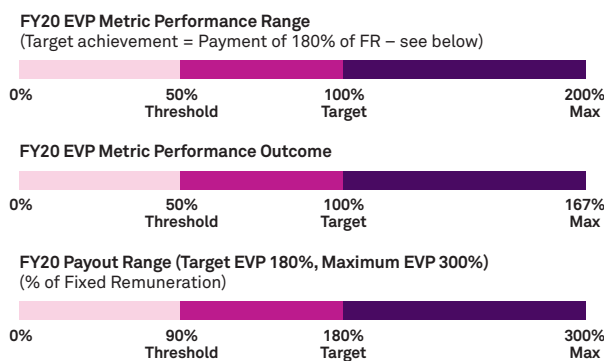 FY20 EVP Metric Performance Range
(Target achievement = Payment of 180% of FR – see below)
0% 50% 100% 200%
Threshold Target Max
FY20 EVP Metric Performance Outcome
0% 50% 100% 167%
Threshold Target Max
FY20 Payout Range (Target EVP 180%, Maximum EVP 300%)
(% of Fixed Remuneration)
0% 90% 180% 300%
Threshold Target Max